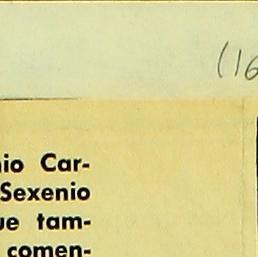 (16
nio Car-
Sexenio
ue tam-
comen-